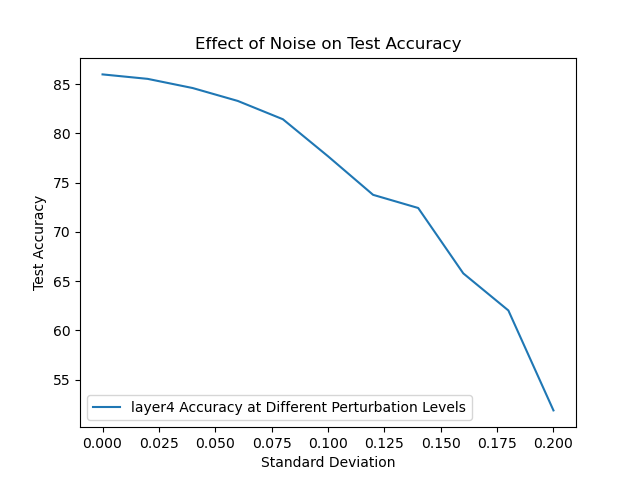 Effect of Noise on Test Accuracy
Test Accuracy
85
80
75
70
65
60
55
layer4 Accuracy at Different Perturbation Levels
0.000 0.025 0.050 0.075 0.100 0.125 0.150 0.175 0.200
Standard Deviation